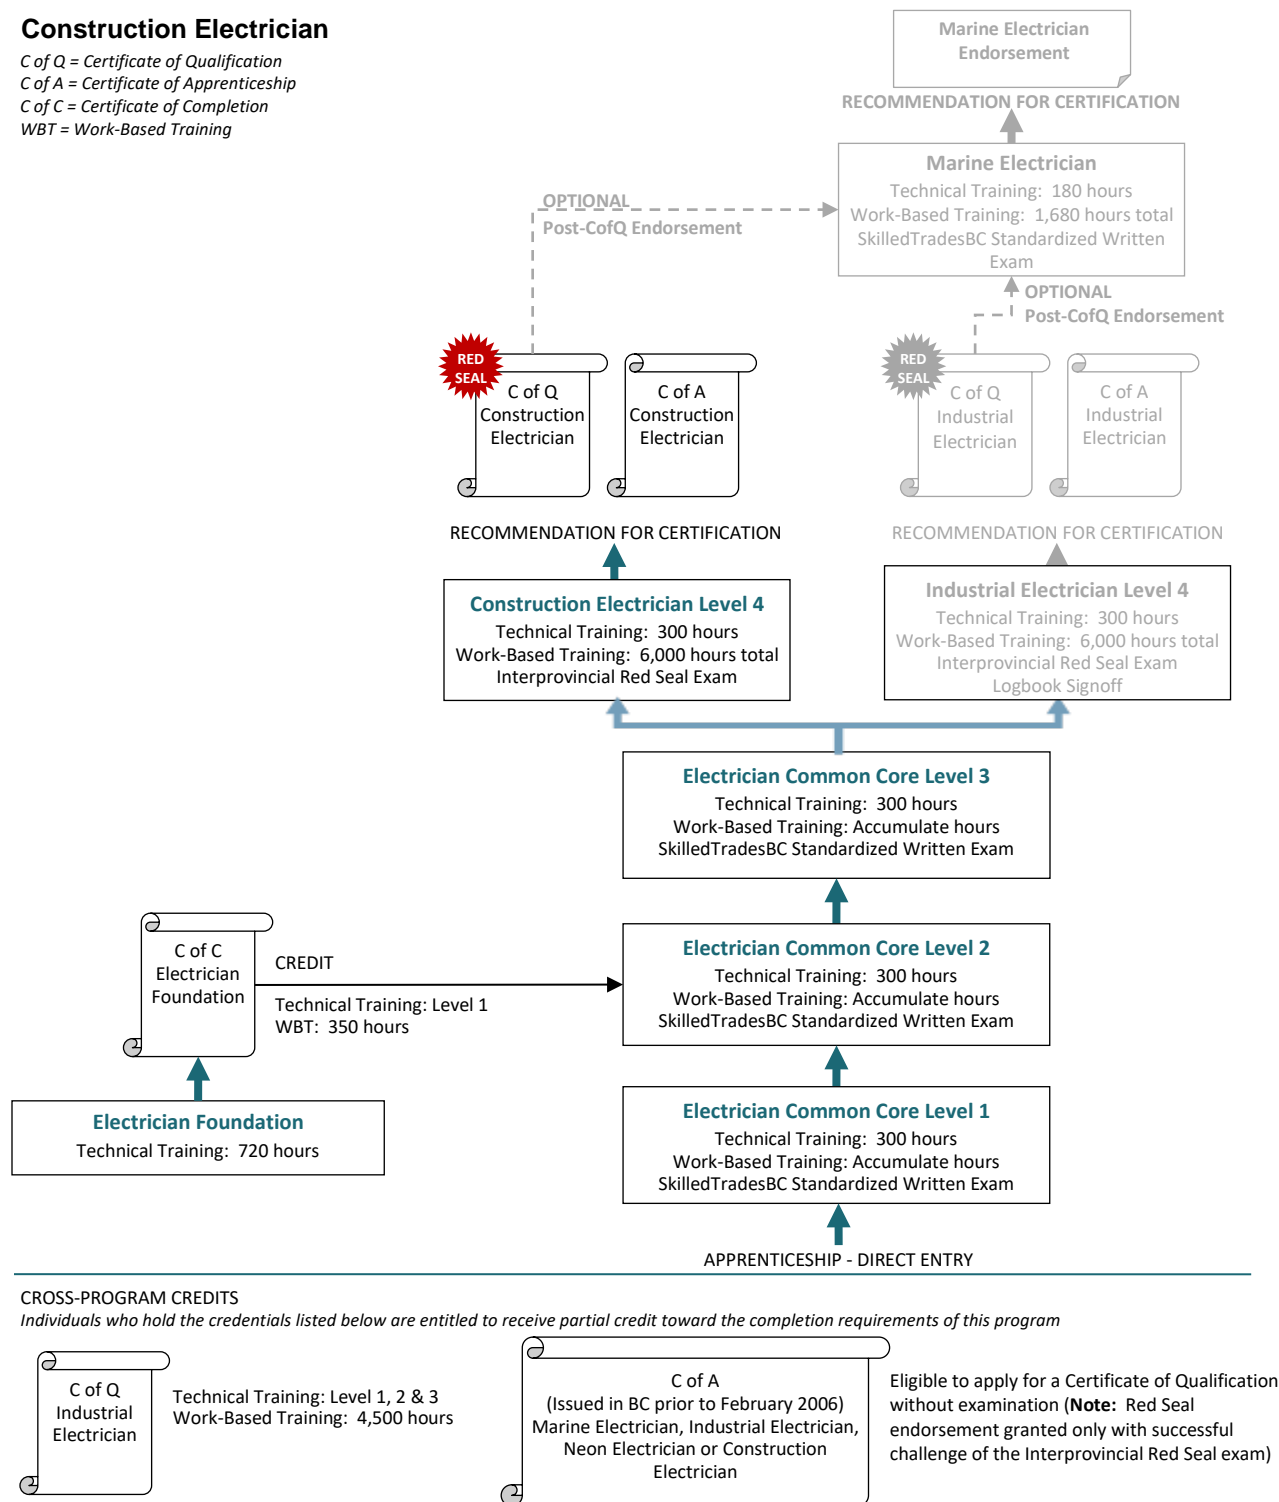 Construction Electrician
C of Q = Certificate of Qualification
C of A = Certificate of Apprenticeship
C of C = Certificate of Completion
WBT = Work-Based Training
Marine Electrician
Endorsement
RECOMMENDATION FOR CERTIFICATION
Marine Electrician
Technical Training: 180 hours
Work-Based Training: 1,680 hours total
SkilledTradesBC Standardized Written
Exam
OPTIONAL
Post-CofQ Endorsement
OPTIONAL
Post-CofQ Endorsement
RED
SEAL
C of Q
Construction
Electrician
C of A
Construction
Electrician
RED
SEAL
C of Q
Industrial
Electrician
C of A
Industrial
Electrician
RECOMMENDATION FOR CERTIFICATION
RECOMMENDATION FOR CERTIFICATION
Construction Electrician Level 4
Technical Training: 300 hours
Work-Based Training: 6,000 hours total
Interprovincial Red Seal Exam
Industrial Electrician Level 4
Technical Training: 300 hours
Work-Based Training: 6,000 hours total
Interprovincial Red Seal Exam
Logbook Signoff
Electrician Common Core Level 3
Technical Training: 300 hours
Work-Based Training: Accumulate hours
SkilledTradesBC Standardized Written Exam
C of C
Electrician
Foundation
CREDIT
Technical Training: Level 1
WBT: 350 hours
Electrician Common Core Level 2
Technical Training: 300 hours
Work-Based Training: Accumulate hours
SkilledTradesBC Standardized Written Exam
Electrician Foundation
Technical Training: 720 hours
Electrician Common Core Level 1
Technical Training: 300 hours
Work-Based Training: Accumulate hours
SkilledTradesBC Standardized Written Exam
APPRENTICESHIP - DIRECT ENTRY
CROSS-PROGRAM CREDITS
Individuals who hold the credentials listed below are entitled to receive partial credit toward the completion requirements of this program
C of Q
Industrial
Electrician
Technical Training: Level 1, 2 & 3
Work-Based Training: 4,500 hours
C of A
(Issued in BC prior to February 2006)
Marine Electrician, Industrial Electrician,
Neon Electrician or Construction
Electrician
Eligible to apply for a Certificate of Qualification
without examination (Note: Red Seal
endorsement granted only with successful
challenge of the Interprovincial Red Seal exam)